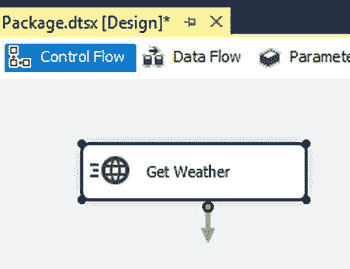 Package.dtsx [Design]*
Control Flow Data Flow Paramete
Get Weather